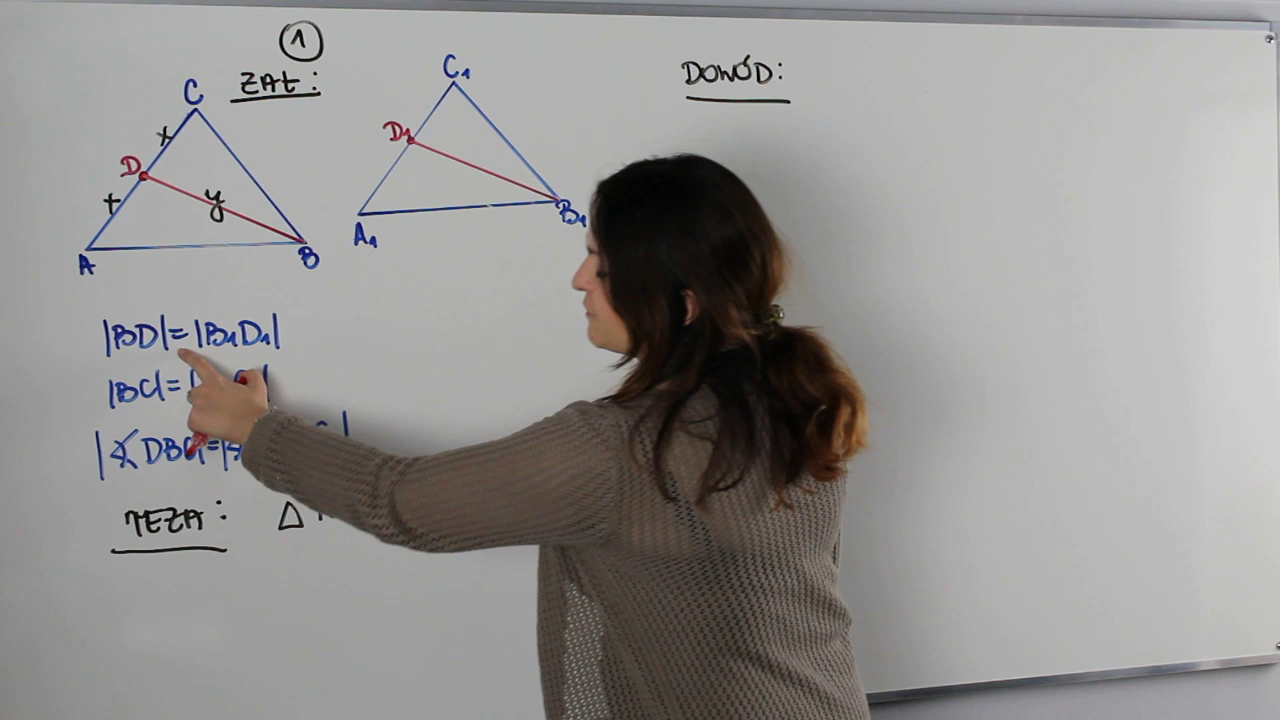 1
ZAŁ:
DOWÓD:
C
x
D
x
y
A
B
C₁
D₁
A₁
B₁
|BD|=|B₁D₁|
|BC|=|
|∢DBC|=|
TEZA: Δ